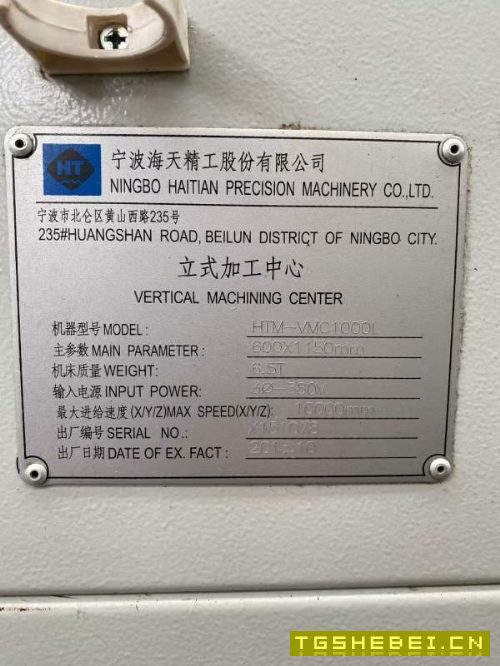 HT
宁波海天精工股份有限公司
NINGBO HAITIAN PRECISION MACHINERY CO.,LTD.
宁波市北仑区黄山西路235号
235#HUANGSHAN ROAD, BEILUN DISTRICT OF NINGBO CITY.
立式加工中心
VERTICAL MACHINING CENTER
机器型号 MODEL: HTM-VMC1000L
主参数 MAIN PARAMETER: 600X1150mm
机床质量 WEIGHT: 6.5T
输入电源 INPUT POWER: 3Ø-380V
最大进给速度(X/Y/Z)MAX SPEED(X/Y/Z): 10000mm
出厂编号 SERIAL NO.:
出厂日期 DATE OF EX. FACT: 2015.10
TGSHEBEI.CN